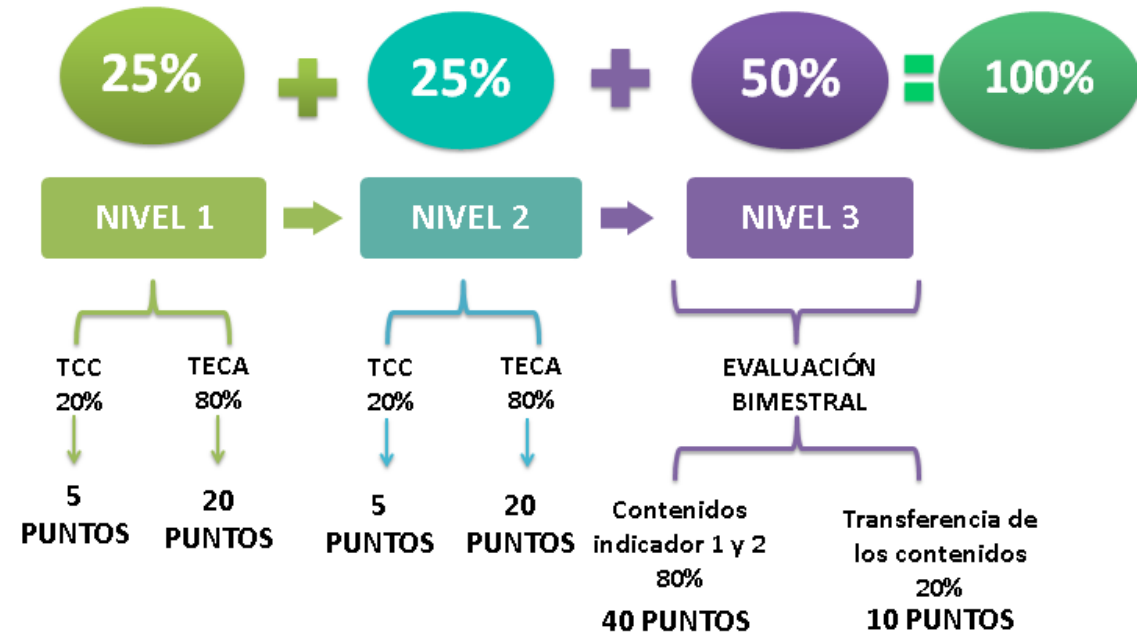 25% + 25% + 50% = 100%
NIVEL 1
NIVEL 2
NIVEL 3
TCC
20%
TECA
80%
TCC
20%
TECA
80%
EVALUACIÓN
BIMESTRAL
5
PUNTOS
20
PUNTOS
5
PUNTOS
20
PUNTOS
Contenidos
indicador 1 y 2
80%
40 PUNTOS
Transferencia de
los contenidos
20%
10 PUNTOS